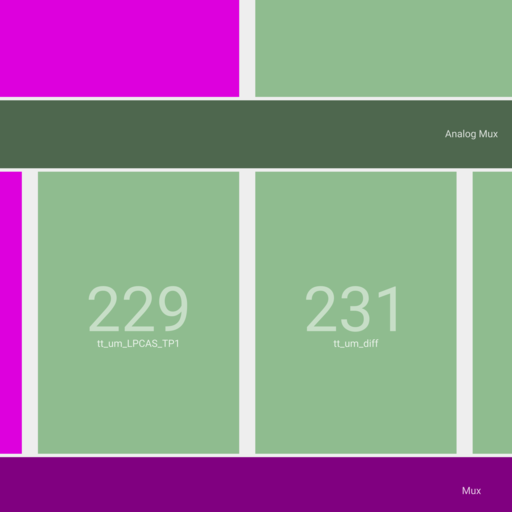 Analog Mux
229
tt_um_LPCAS_TP1
231
tt_um_diff
Mux